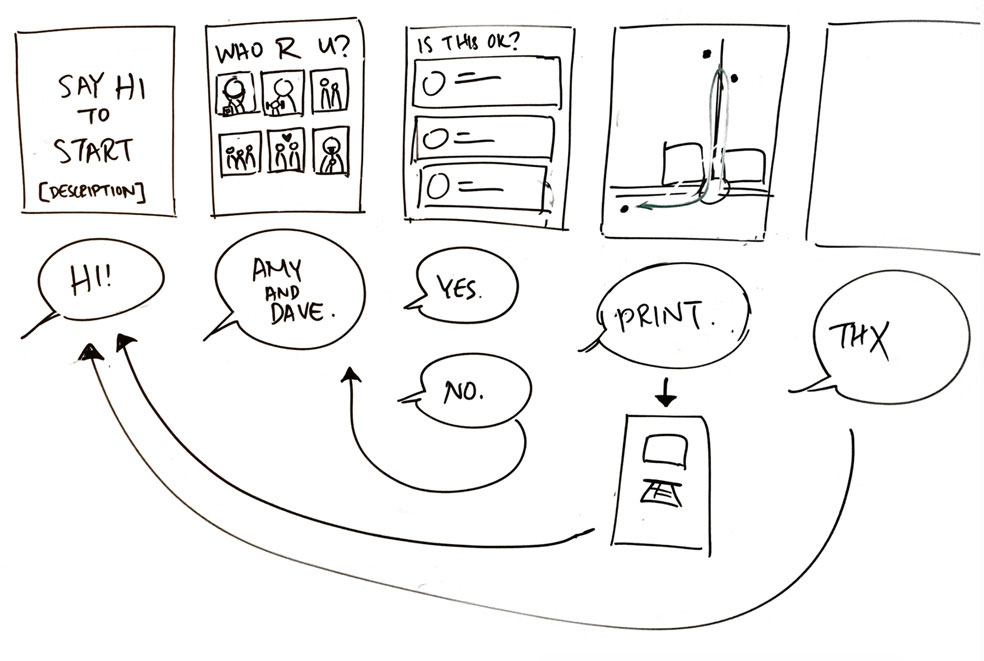 SAY HI
TO
START
[DESCRIPTION]
WHO R U?
IS THIS OK?
HI!
AMY
AND
DAVE.
YES.
NO.
PRINT.
THX